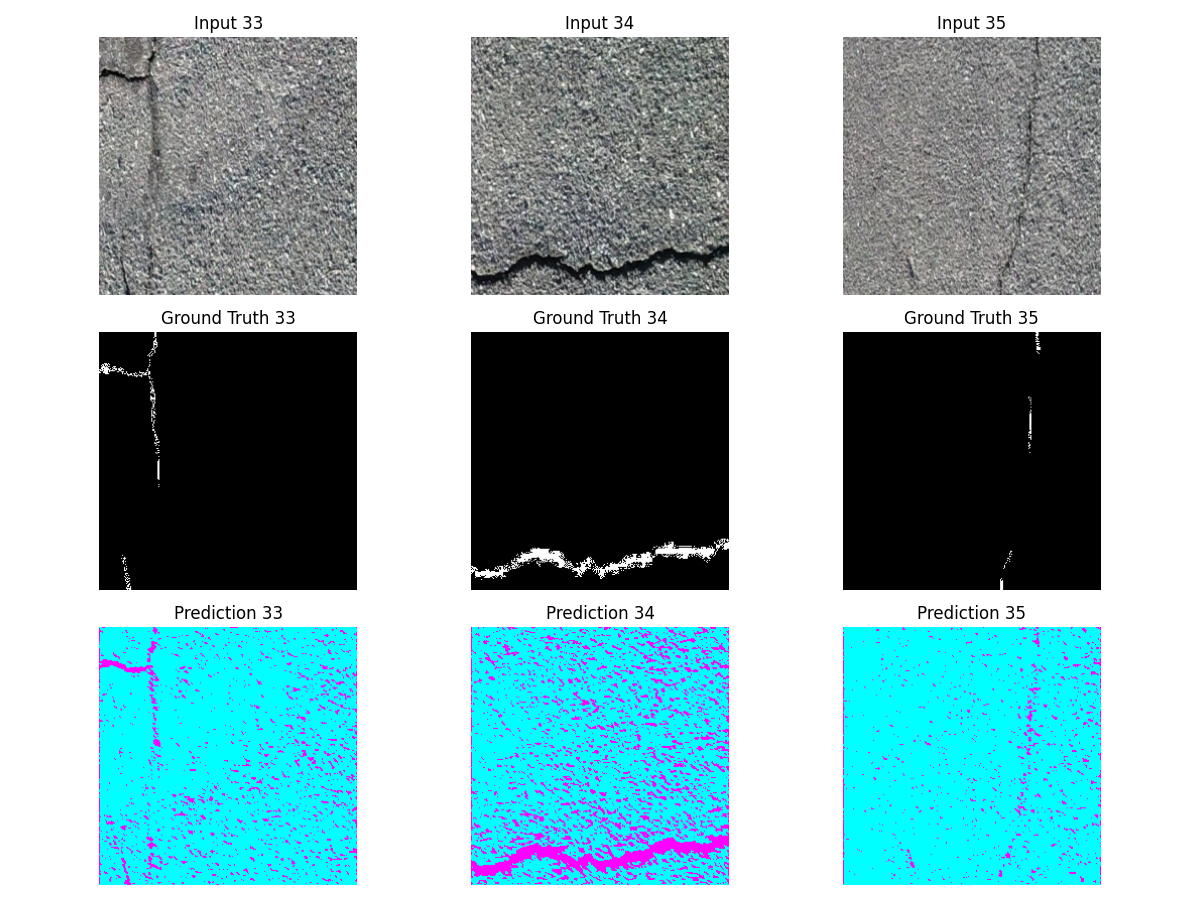 Input 33
Input 34
Input 35
Ground Truth 33
Ground Truth 34
Ground Truth 35
Prediction 33
Prediction 34
Prediction 35